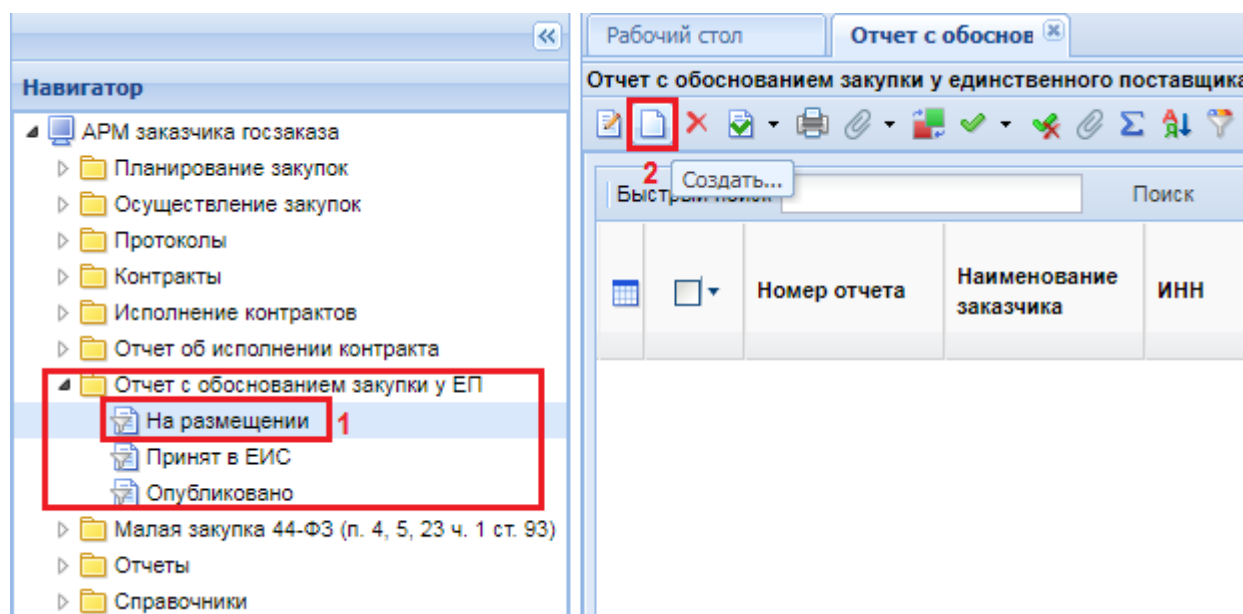 Навигатор
АРМ заказчика госзаказа
Планирование закупок
Осуществление закупок
Протоколы
Контракты
Исполнение контрактов
Отчет об исполнении контракта
Отчет с обоснованием закупки у ЕП
На размещении 1
Принят в ЕИС
Опубликовано
Малая закупка 44-ФЗ (п. 4, 5, 23 ч. 1 ст. 93)
Отчеты
Справочники
Рабочий стол Отчет с обоснов
Отчет с обоснованием закупки у единственного поставщика
2 Создать...
Быстрый Поиск
Номер отчета
Наименование
заказчика
ИНН